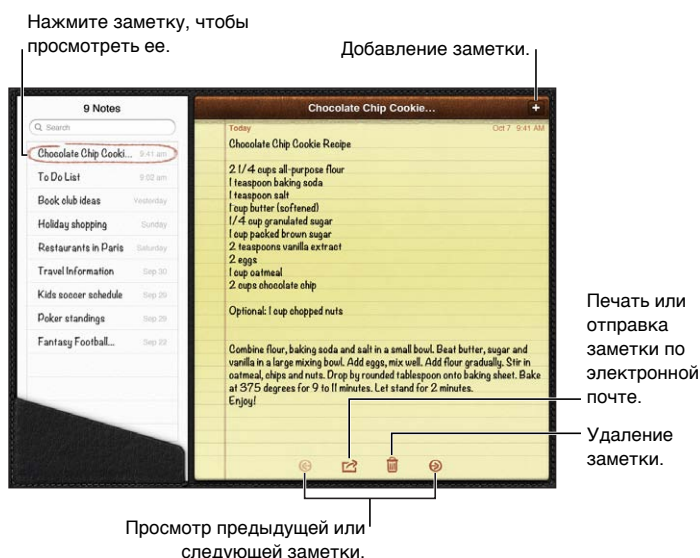 Нажмите заметку, чтобы
просмотреть ее.
Добавление заметки.
9 Notes
Search
Chocolate Chip Cooki... 9:41 am
To Do List 9:02 am
Book club ideas Yesterday
Holiday shopping Sunday
Restaurants in Paris Saturday
Travel Information Sep 30
Kids soccer schedule Sep 29
Poker standings Sep 29
Fantasy Football... Sep 22
Chocolate Chip Cookie...
+
Today Oct 7 9:41 AM
Chocolate Chip Cookie Recipe
2 1/4 cups all-purpose flour
1 teaspoon baking soda
1 teaspoon salt
1 cup butter (softened)
1/4 cup granulated sugar
1 cup packed brown sugar
2 teaspoons vanilla extract
2 eggs
1 cup oatmeal
2 cups chocolate chip
Optional: 1 cup chopped nuts
Combine flour, baking soda and salt in a small bowl. Beat butter, sugar and
vanilla in a large mixing bowl. Add eggs, mix well. Add flour gradually. Stir in
oatmeal, chips and nuts. Drop by rounded tablespoon onto baking sheet. Bake
at 375 degrees for 9 to 11 minutes. Let stand for 2 minutes.
Enjoy!
Печать или
отправка
заметки по
электронной
почте.
Удаление
заметки.
Просмотр предыдущей или
следующей заметки.